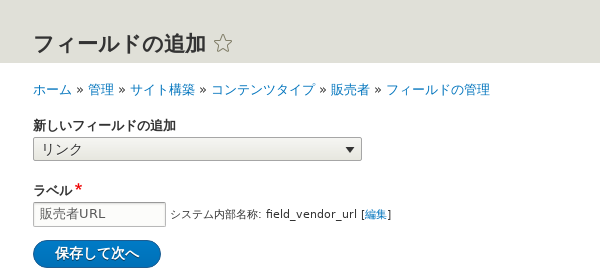 フィールドの追加
ホーム » 管理 » サイト構築 » コンテンツタイプ » 販売者 » フィールドの管理
新しいフィールドの追加
リンク
ラベル*
販売者URL システム内部名称: field_vendor_url [編集]
保存して次へ